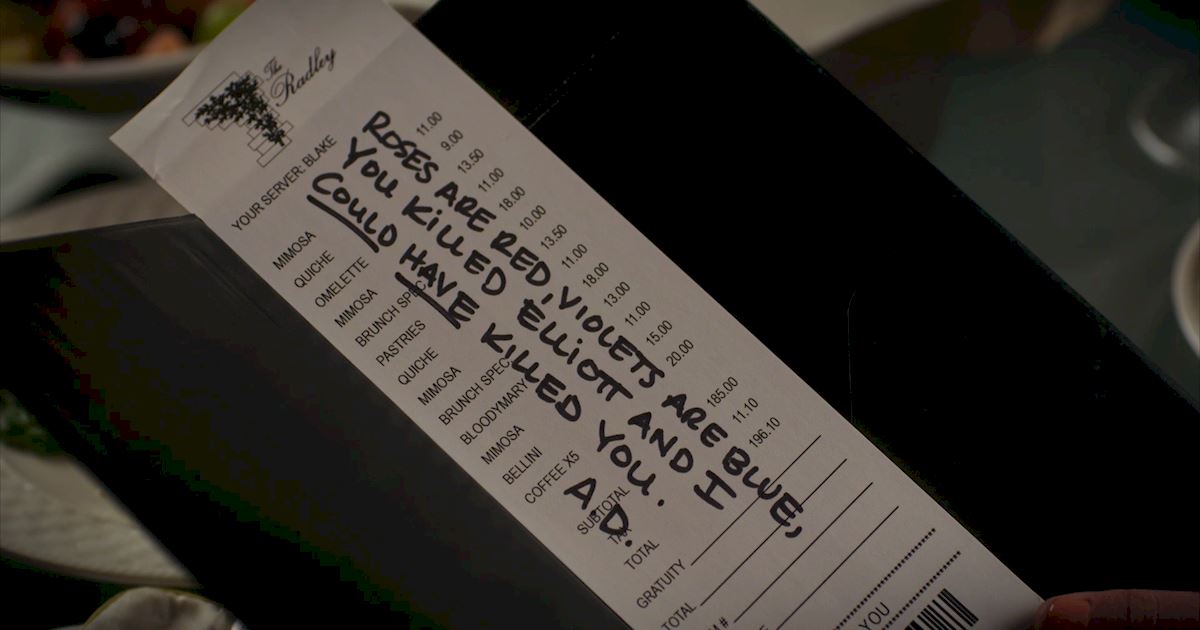 The
Radley
YOUR SERVER: BLAKE
MIMOSA 11.00
QUICHE 9.00
OMELETTE 13.50
MIMOSA 11.00
BRUNCH SPEC 18.00
PASTRIES 10.00
QUICHE 13.50
MIMOSA 11.00
BRUNCH SPEC 18.00
BLOODYMARY 13.00
MIMOSA 11.00
BELLINI 15.00
COFFEE X5 20.00
SUBTOTAL 185.00
TAX 11.10
TOTAL 196.10
GRATUITY
TOTAL
ROSES ARE RED, VIOLETS ARE BLUE,
YOU KILLED ELLIOTT AND I
COULD HAVE KILLED YOU.
A.D.
YOU